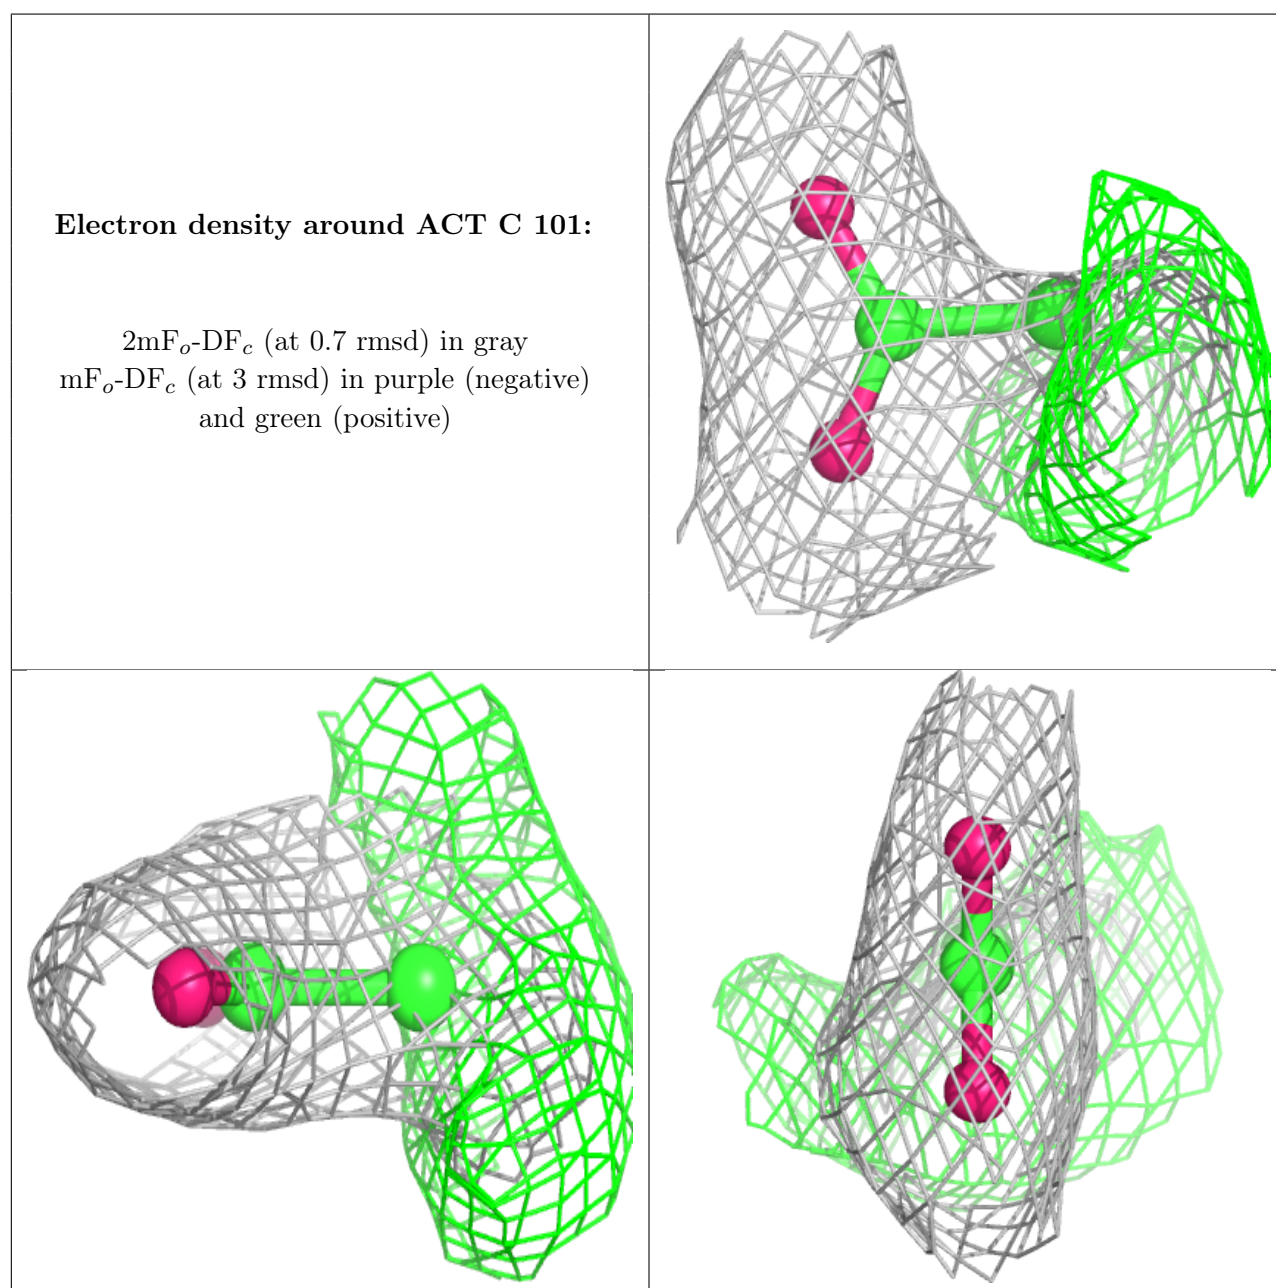 Electron density around ACT C 101:
2mFo-DFc (at 0.7 rmsd) in gray
mFo-DFc (at 3 rmsd) in purple (negative)
and green (positive)